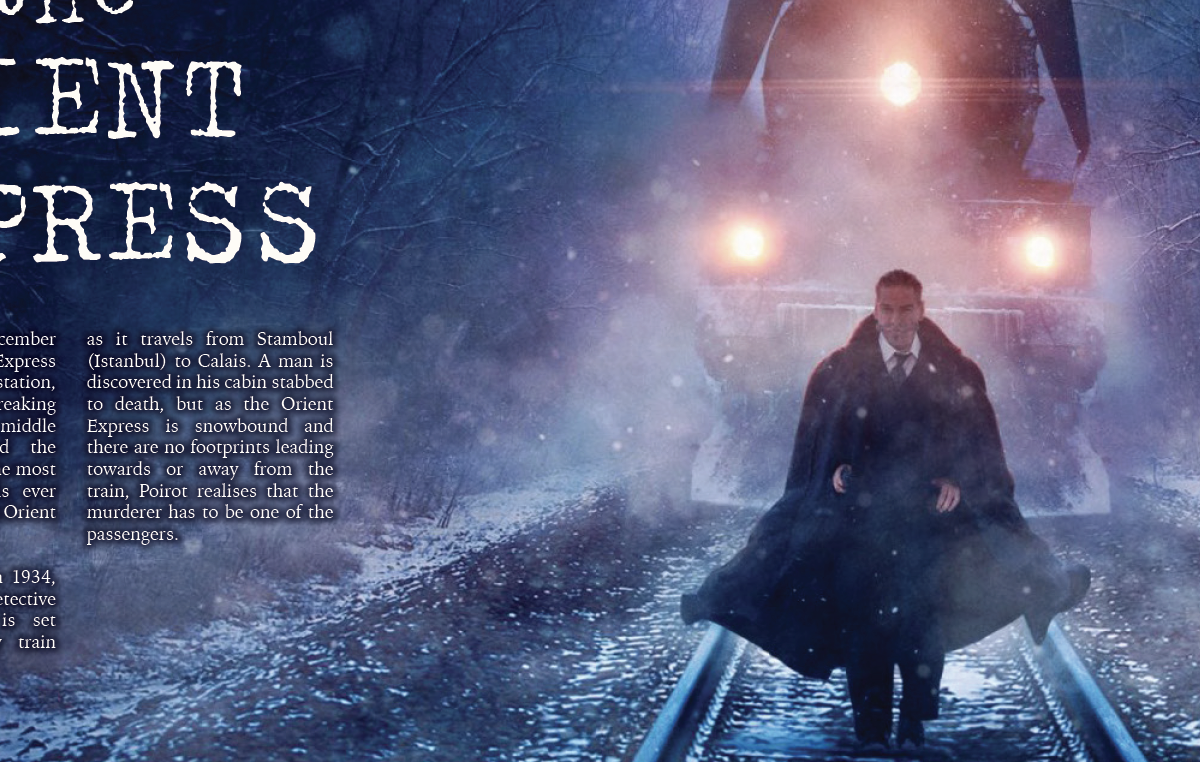 ENT
PRESS
cember
Express
station,
reaking
middle
d the
e most
s ever
Orient
1934,
etective
is set
train
as it travels from Stamboul
(Istanbul) to Calais. A man is
discovered in his cabin stabbed
to death, but as the Orient
Express is snowbound and
there are no footprints leading
towards or away from the
train, Poirot realises that the
murderer has to be one of the
passengers.